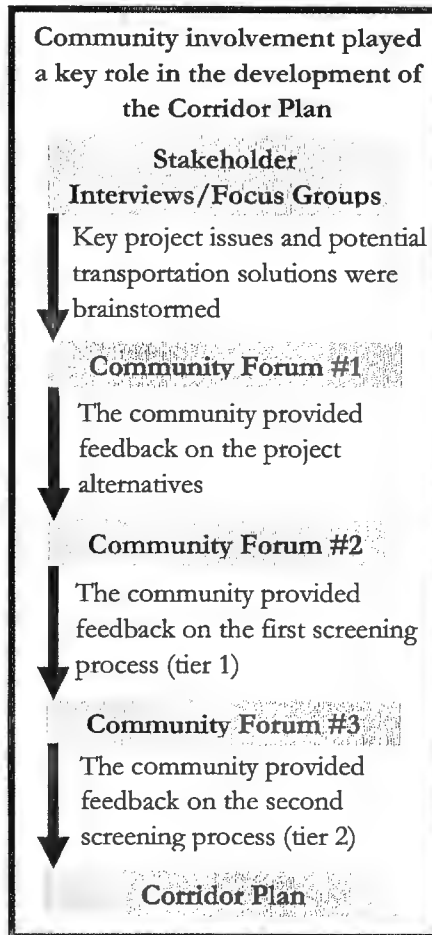 Community involvement played
a key role in the development of
the Corridor Plan
Stakeholder
Interviews/Focus Groups
Key project issues and potential
transportation solutions were
brainstormed
Community Forum #1
The community provided
feedback on the project
alternatives
Community Forum #2
The community provided
feedback on the first screening
process (tier 1)
Community Forum #3
The community provided
feedback on the second
screening process (tier 2)
Corridor Plan